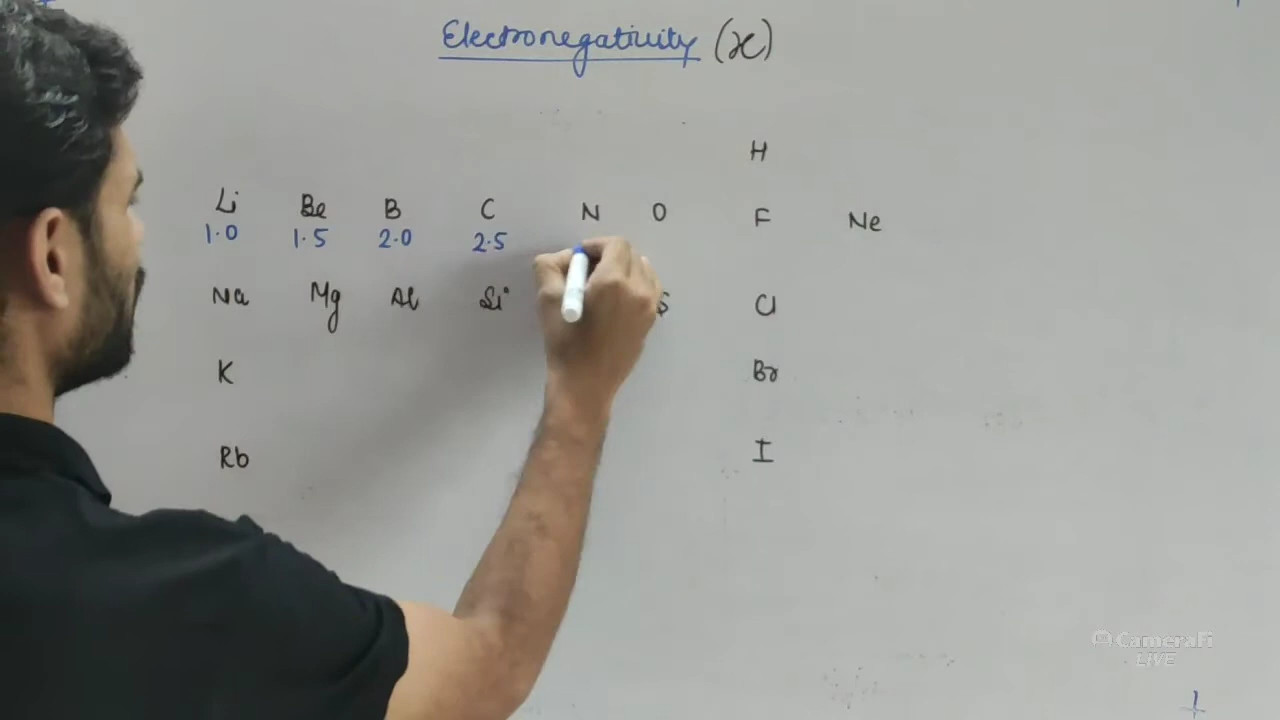 Electronegativity (x)
H
Li Be B C N O F Ne
1.0 1.5 2.0 2.5
Na Mg Al Si S Cl
K Br
Rb I
CameraFi
LIVE